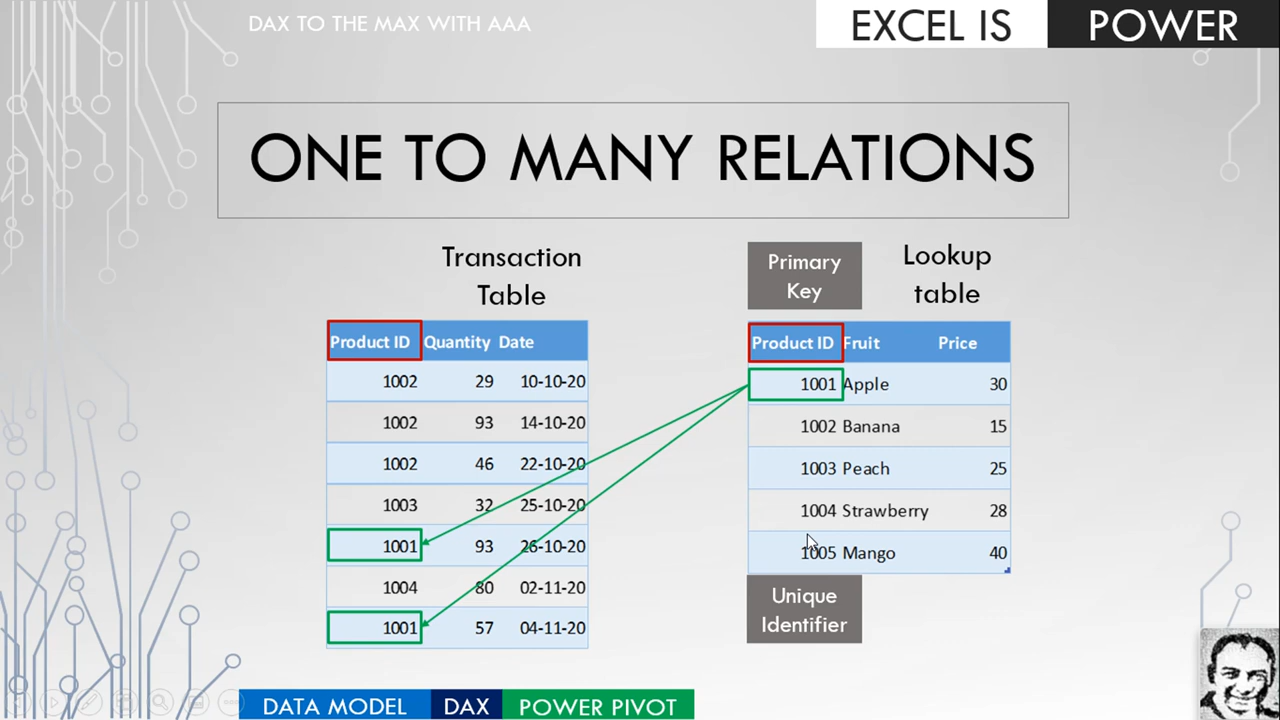 DAX TO THE MAX WITH AAA
EXCEL IS POWER
ONE TO MANY RELATIONS
Transaction
Table
Product ID Quantity Date
1002 29 10-10-20
1002 93 14-10-20
1002 46 22-10-20
1003 32 25-10-20
1001 93 26-10-20
1004 80 02-11-20
1001 57 04-11-20
Primary
Key
Lookup
table
Product ID Fruit Price
1001 Apple 30
1002 Banana 15
1003 Peach 25
1004 Strawberry 28
1005 Mango 40
Unique
Identifier
DATA MODEL DAX POWER PIVOT